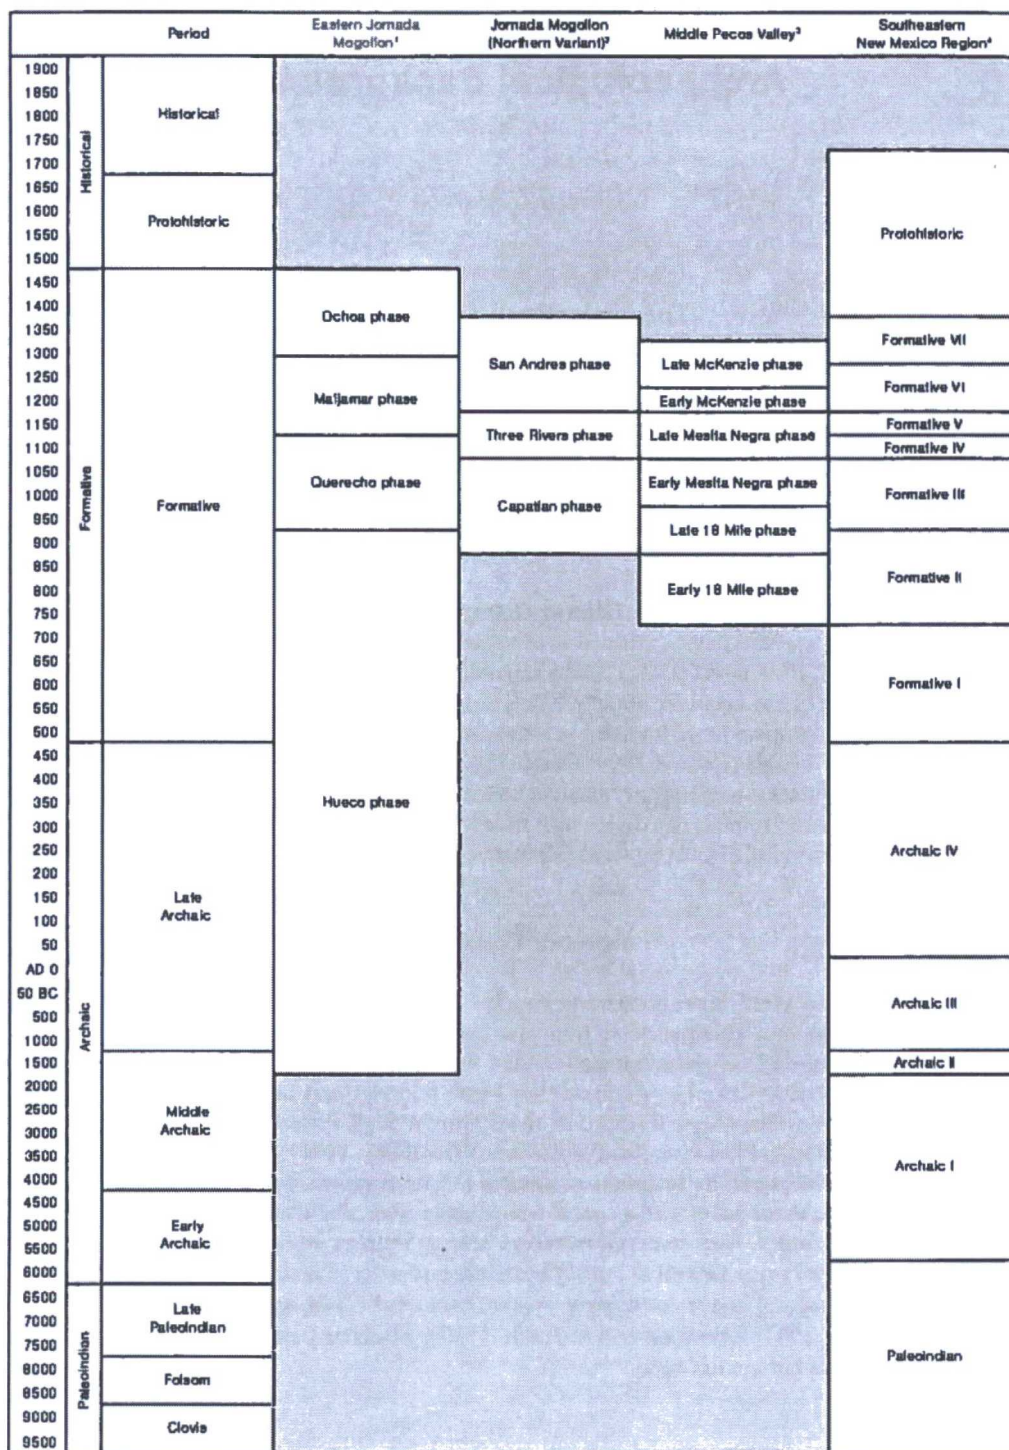 Period
Eastern Jornada
Mogollon¹
Jornada Mogollon
(Northern Variant)²
Middle Pecos Valley³
Southeastern
New Mexico Region⁴
1900
1850
1800
1750
1700
1650
1600
1550
1500
1450
1400
1350
1300
1250
1200
1150
1100
1050
1000
950
900
850
800
750
700
650
600
550
500
450
400
350
300
250
200
150
100
50
AD 0
50 BC
500
1000
1500
2000
2500
3000
3500
4000
4500
5000
5500
6000
6500
7000
7500
8000
8500
9000
9500
Historical
Formative
Archaic
Paleoindian
Historical
Protohistoric
Formative
Late
Archaic
Middle
Archaic
Early
Archaic
Late
Paleoindian
Folsom
Clovis
Ochoa phase
Maljamar phase
Querecho phase
Hueco phase
San Andres phase
Three Rivers phase
Capatian phase
Late McKenzie phase
Early McKenzie phase
Late Mesita Negra phase
Early Mesita Negra phase
Late 18 Mile phase
Early 18 Mile phase
Protohistoric
Formative VII
Formative VI
Formative V
Formative IV
Formative III
Formative II
Formative I
Archaic IV
Archaic III
Archaic II
Archaic I
Paleoindian